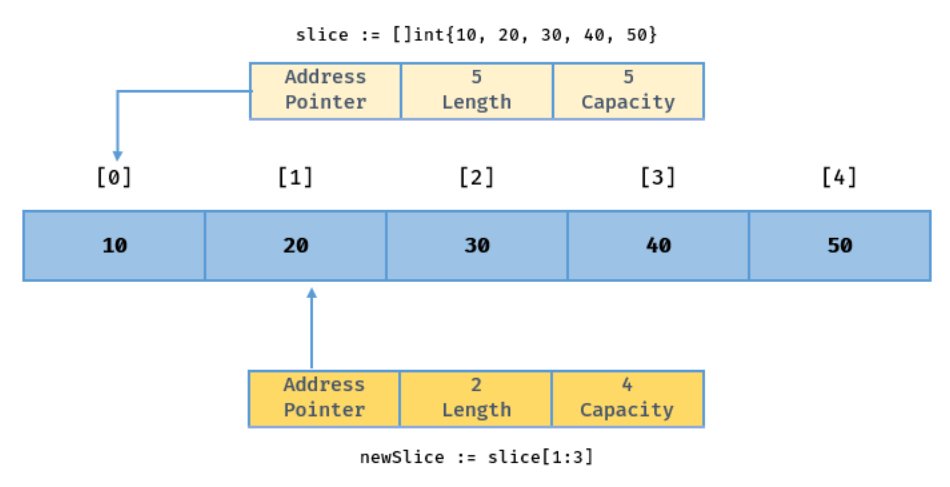 slice := []int{10, 20, 30, 40, 50}
Address 5 5
Pointer Length Capacity
[0] [1] [2] [3] [4]
10 20 30 40 50
Address 2 4
Pointer Length Capacity
newSlice := slice[1:3]